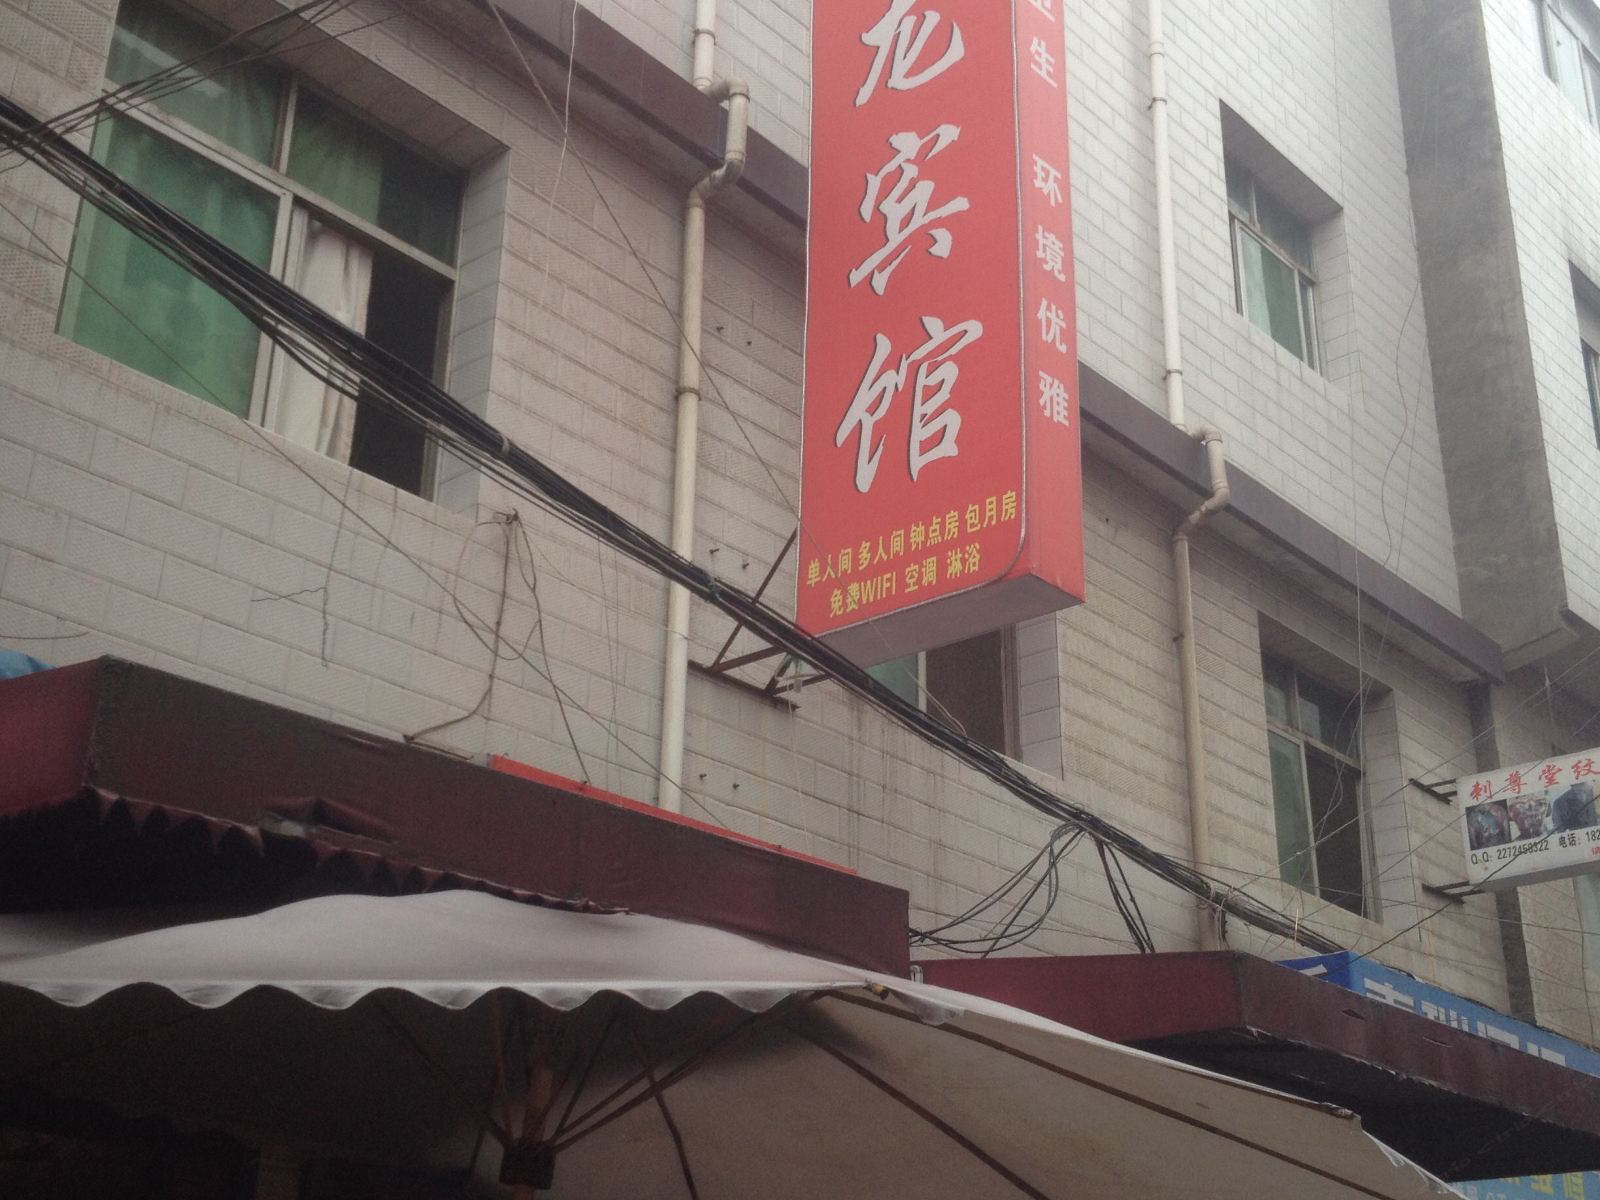 龙宾馆
单人间 多人间 钟点房 包月房
免费WIFI 空调 淋浴
卫生 环境优雅
刺尊堂纹
QQ: 2272458322 电话: 182